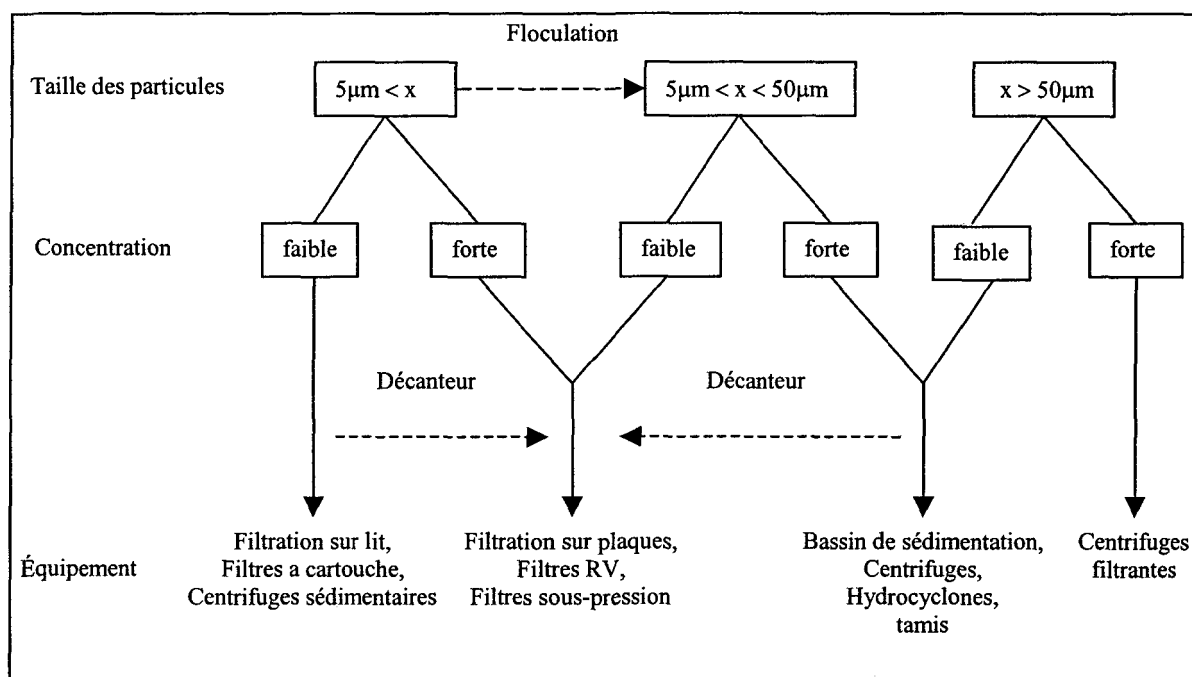 Floculation
Taille des particules
5μm < x
5μm < x < 50μm
x > 50μm
Concentration
faible
forte
faible
forte
faible
forte
Décanteur
Décanteur
Équipement
Filtration sur lit,
Filtres a cartouche,
Centrifuges sédimentaires
Filtration sur plaques,
Filtres RV,
Filtres sous-pression
Bassin de sédimentation,
Centrifuges,
Hydrocyclones,
tamis
Centrifuges
filtrantes